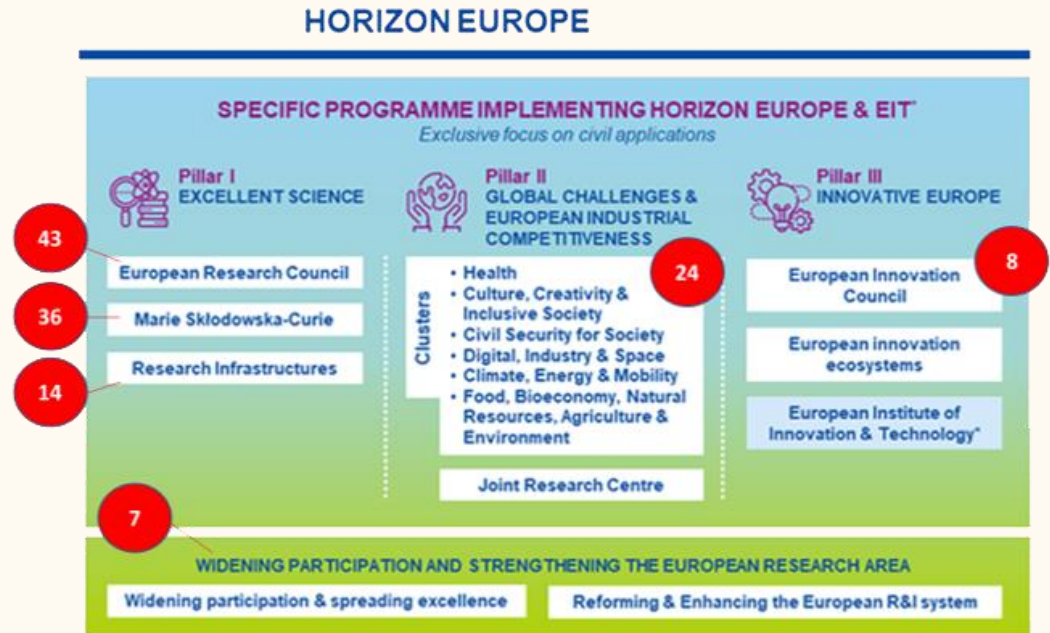 HORIZON EUROPE
SPECIFIC PROGRAMME IMPLEMENTING HORIZON EUROPE & EIT*
Exclusive focus on civil applications
Pillar I
EXCELLENT SCIENCE
43
European Research Council
36
Marie Skłodowska-Curie
14
Research Infrastructures
Pillar II
GLOBAL CHALLENGES &
EUROPEAN INDUSTRIAL
COMPETITIVENESS
24
Clusters
• Health
• Culture, Creativity &
Inclusive Society
• Civil Security for Society
• Digital, Industry & Space
• Climate, Energy & Mobility
• Food, Bioeconomy, Natural
Resources, Agriculture &
Environment
Joint Research Centre
Pillar III
INNOVATIVE EUROPE
8
European Innovation
Council
European innovation
ecosystems
European Institute of
Innovation & Technology*
7
WIDENING PARTICIPATION AND STRENGTHENING THE EUROPEAN RESEARCH AREA
Widening participation & spreading excellence
Reforming & Enhancing the European R&I system